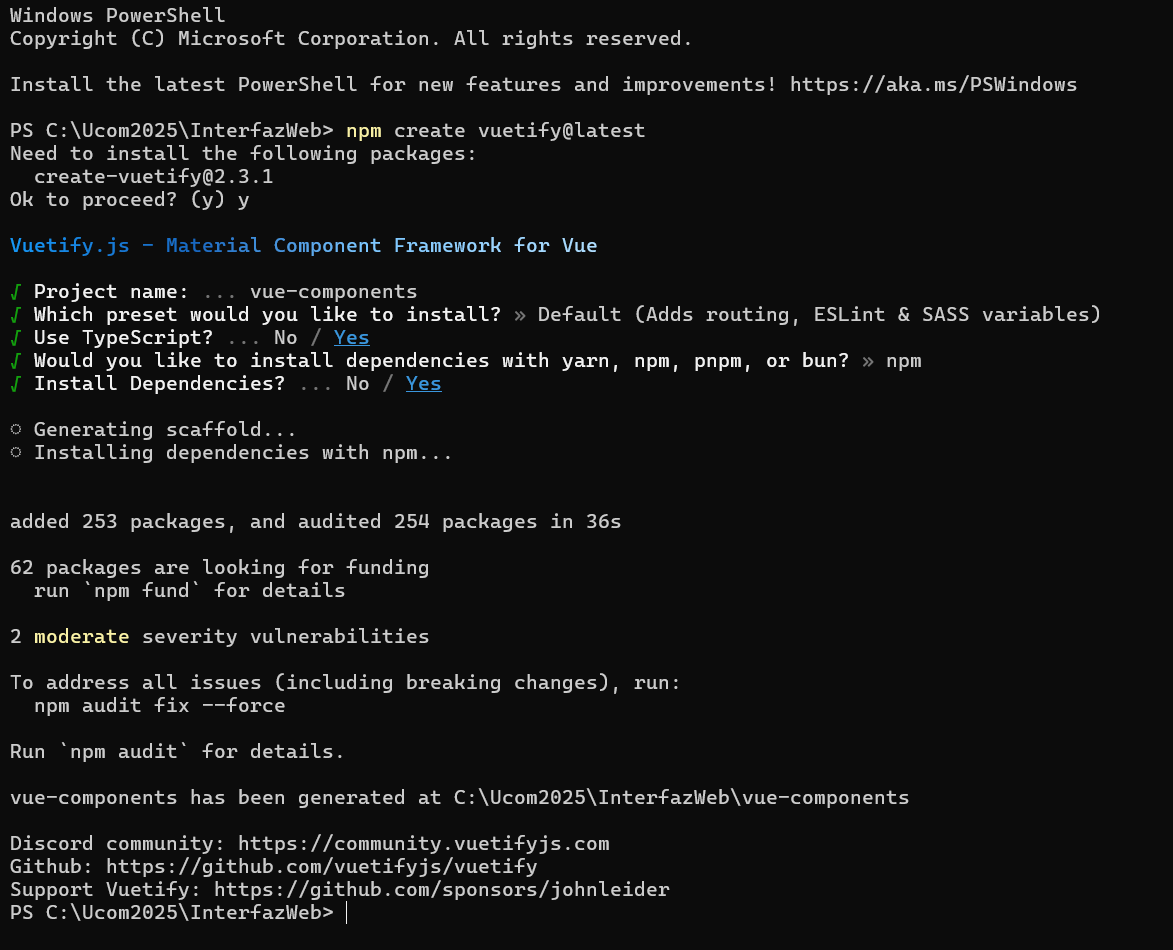 Windows PowerShell
Copyright (C) Microsoft Corporation. All rights reserved.
Install the latest PowerShell for new features and improvements! https://aka.ms/PSWindows
PS C:\Ucom2025\InterfazWeb> npm create vuetify@latest
Need to install the following packages:
  create-vuetify@2.3.1
Ok to proceed? (y) y
Vuetify.js - Material Component Framework for Vue
√ Project name: ... vue-components
√ Which preset would you like to install? » Default (Adds routing, ESLint & SASS variables)
√ Use TypeScript? ... No / Yes
√ Would you like to install dependencies with yarn, npm, pnpm, or bun? » npm
√ Install Dependencies? ... No / Yes
◌ Generating scaffold...
◌ Installing dependencies with npm...
added 253 packages, and audited 254 packages in 36s
62 packages are looking for funding
  run `npm fund` for details
2 moderate severity vulnerabilities
To address all issues (including breaking changes), run:
  npm audit fix --force
Run `npm audit` for details.
vue-components has been generated at C:\Ucom2025\InterfazWeb\vue-components
Discord community: https://community.vuetifyjs.com
Github: https://github.com/vuetifyjs/vuetify
Support Vuetify: https://github.com/sponsors/johnleider
PS C:\Ucom2025\InterfazWeb>